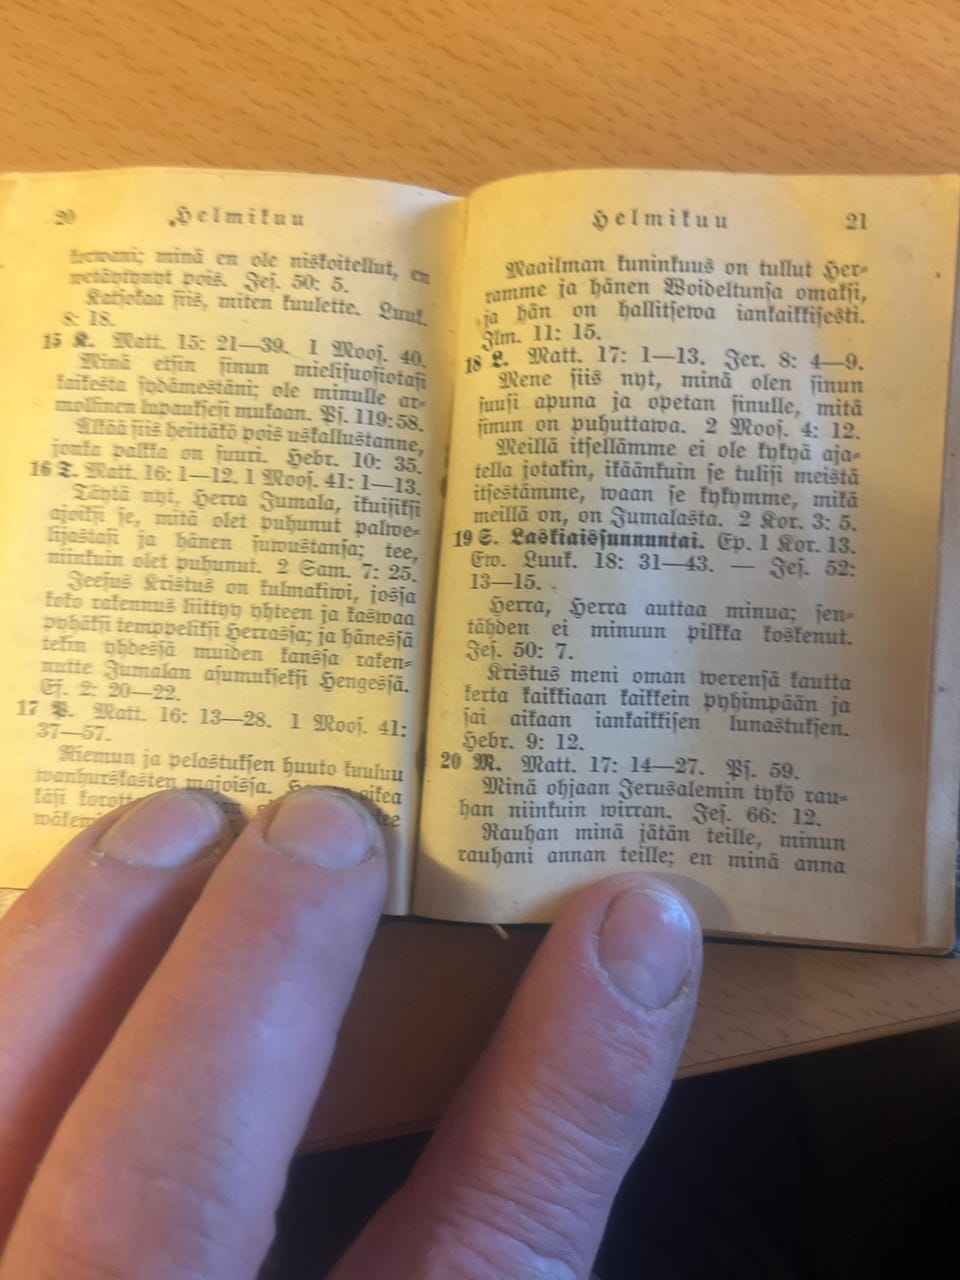 20 Helmikuu
korwani; minä en ole niskoitellut, en
wetäytynyt pois. Jes. 50: 5.
Katsokaa siis, miten kuulette. Luuk.
8: 18.
15 K. Matt. 15: 21—39. 1 Moos. 40.
Minä etsin sinun mielisuosiotasi
kaikesta sydämestäni; ole minulle ar-
mollinen lupauksesi mukaan. Ps. 119: 58.
Älkää siis heittäkö pois uskallustanne,
jonka palkka on suuri. Hebr. 10: 35.
16 T. Matt. 16: 1—12. 1 Moos. 41: 1—13.
Täytä nyt, Herra Jumala, ikuisiksi
ajoiksi se, mitä olet puhunut palwe-
lijastasi ja hänen suwustansa; tee,
niinkuin olet puhunut. 2 Sam. 7: 25.
Jeesus Kristus on kulmakiwi, jossa
koko rakennus liittyy yhteen ja kaswaa
pyhäksi temppeliksi Herrassa; ja hänessä
tekin yhdessä muiden kanssa raken-
nutte Jumalan asumukseksi Hengessä.
Ef. 2: 20—22.
17 P. Matt. 16: 13—28. 1 Moos. 41:
37—57.
Riemun ja pelastuksen huuto kuuluu
wanhurskasten majoissa. oikea
käsi
Helmikuu 21
Maailman kuninkuus on tullut Her-
ramme ja hänen Woideltunsa omaksi,
ja hän on hallitsewa iankaikkisesti.
Ilm. 11: 15.
18 L. Matt. 17: 1—13. Jer. 8: 4—9.
Mene siis nyt, minä olen sinun
suusi apuna ja opetan sinulle, mitä
sinun on puhuttawa. 2 Moos. 4: 12.
Meillä itsellämme ei ole kykyä aja-
tella jotakin, ikäänkuin se tulisi meistä
itsestämme, waan se kykymme, mikä
meillä on, on Jumalasta. 2 Kor. 3: 5.
19 S. Laskiaissunnuntai. Ep. 1 Kor. 13.
Ew. Luuk. 18: 31—43. — Jes. 52:
13—15.
Herra, Herra auttaa minua; sen-
tähden ei minuun pilkka koskenut.
Jes. 50: 7.
Kristus meni oman werensä kautta
kerta kaikkiaan kaikkein pyhimpään ja
sai aikaan iankaikkisen lunastuksen.
Hebr. 9: 12.
20 M. Matt. 17: 14—27. Ps. 59.
Minä ohjaan Jerusalemin tykö rau-
han niinkuin wirran. Jes. 66: 12.
Rauhan minä jätän teille, minun
rauhani annan teille; en minä anna